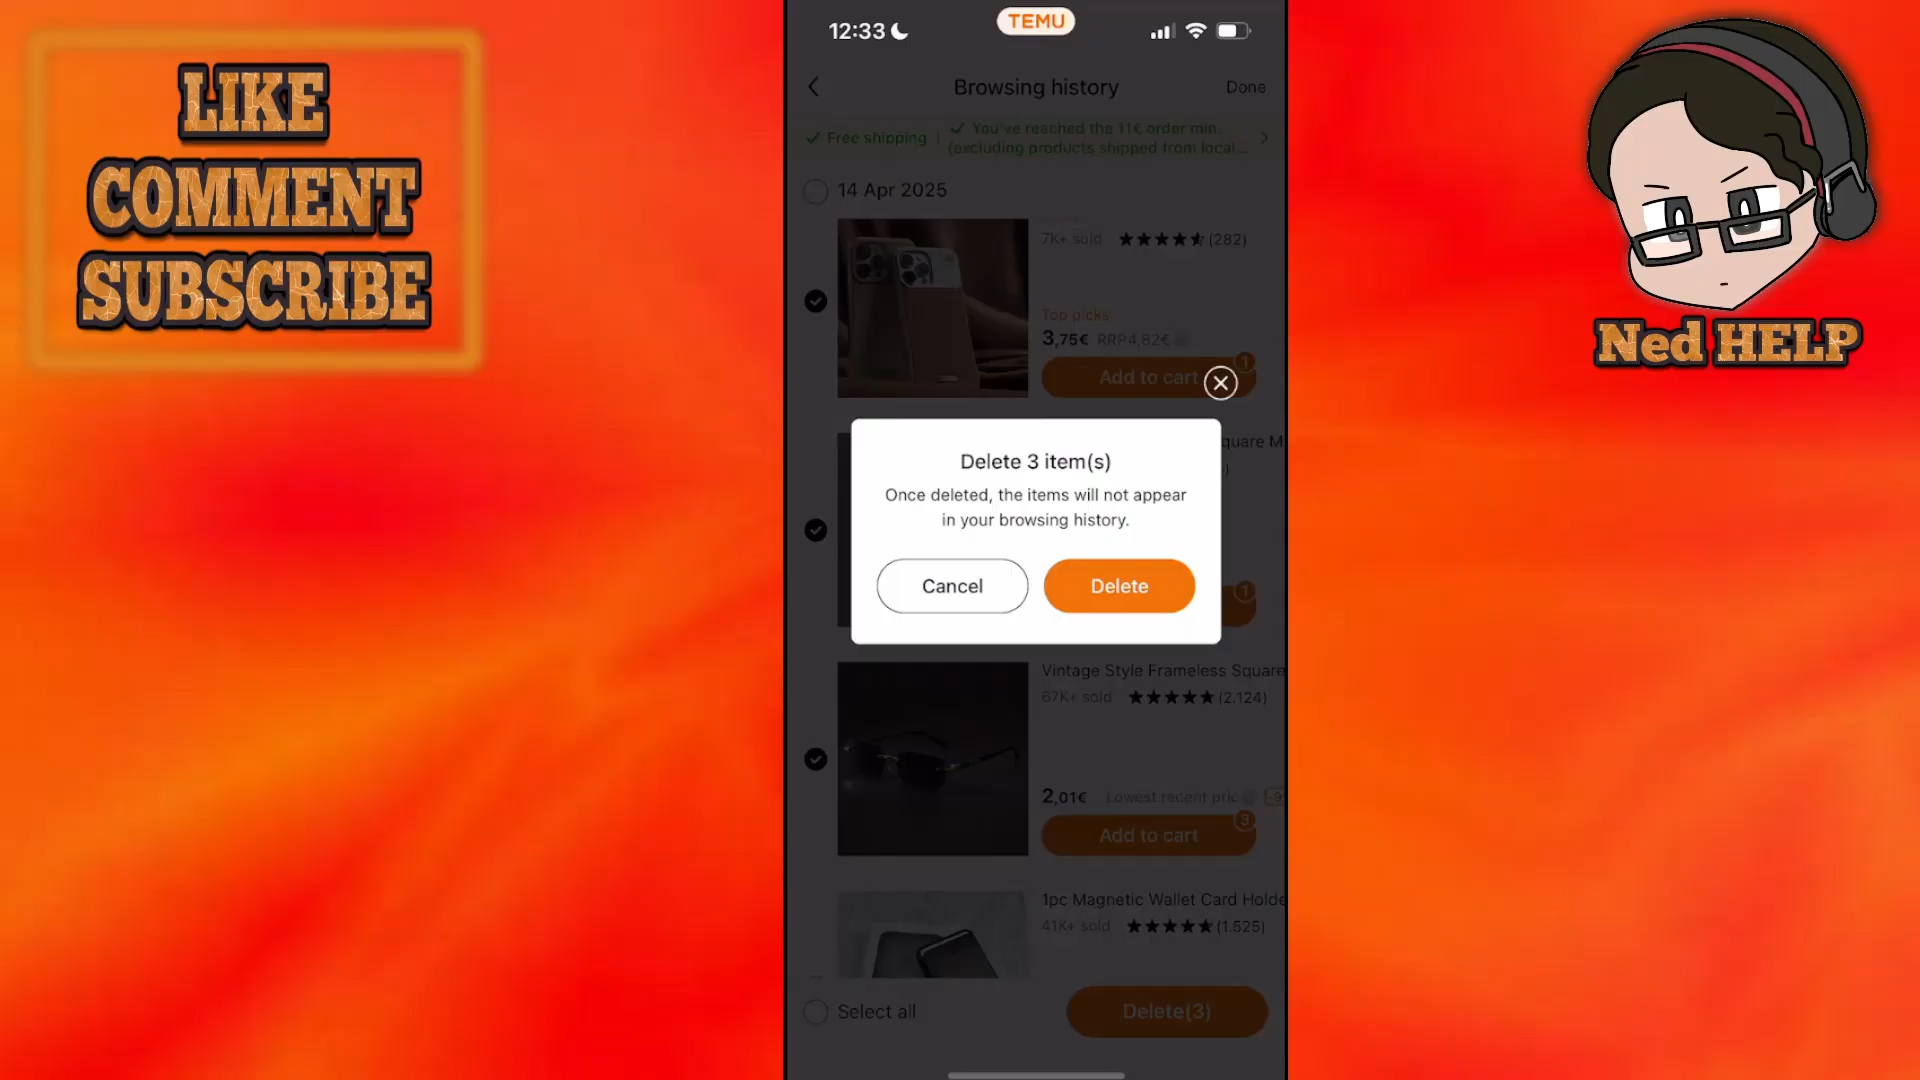 LIKE
COMMENT
SUBSCRIBE
12:33
TEMU
Browsing history
Done
Free shipping
You've reached the 11€ order min.
(excluding products shipped from local...
14 Apr 2025
7K+ sold
(282)
Top picks
3,75€ RRP4,82€
1
Add to cart
quare M
Delete 3 item(s)
Once deleted, the items will not appear
in your browsing history.
Cancel
Delete
1
Vintage Style Frameless Square
67K+ sold
(2.124)
2,01€ Lowest recent pric
-9
3
Add to cart
1pc Magnetic Wallet Card Holde
41K+ sold
(1.525)
Select all
Delete(3)
Ned HELP